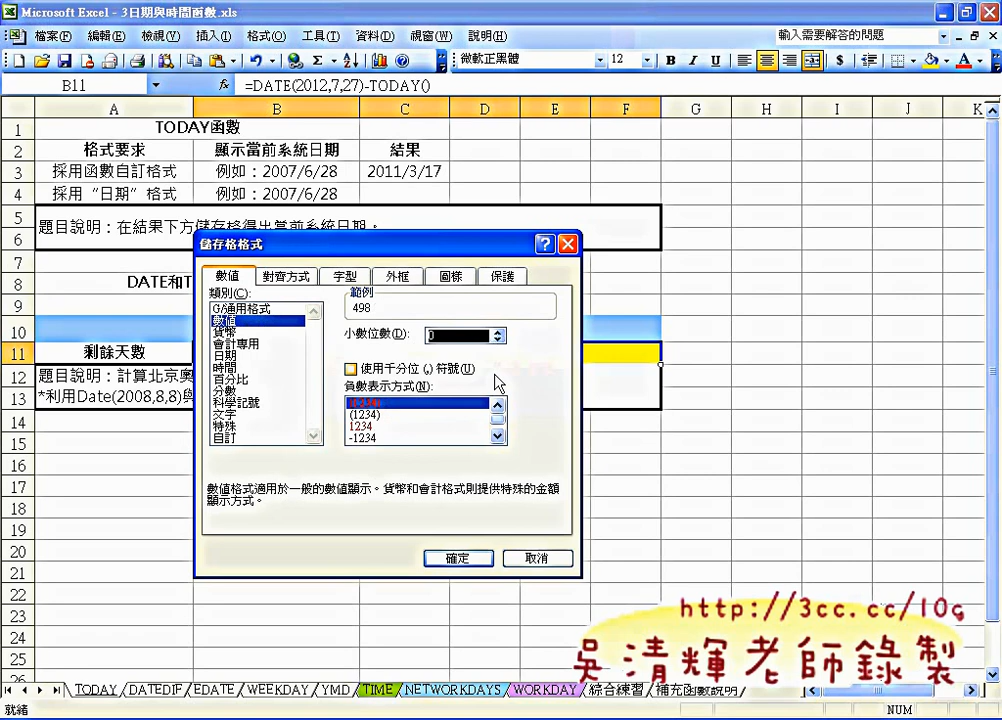 Microsoft Excel - 3日期與時間函數.xls
檔案(F) 編輯(E) 檢視(V) 插入(I) 格式(O) 工具(T) 資料(D) 視窗(W) 說明(H) 輸入需要解答的問題
微軟正黑體 12 B I U $ A
B11 fx =DATE(2012,7,27)-TODAY()
A B C D E F G H I J K
1 TODAY函數
2 格式要求 顯示當前系統日期 結果
3 採用函數自訂格式 例如：2007/6/28 2011/3/17
4 採用“日期”格式 例如：2007/6/28
5 題目說明：在結果下方儲存格得出當前系統日期。
6
7
8 DATE和T
9
10
11 剩餘天數
12 題目說明：計算北京奧
13 *利用Date(2008,8,8)與
14
15
16
17
18
19
20
21
22
23
24
25
26
儲存格格式
數值 對齊方式 字型 外框 圖樣 保護
類別(C):
G/通用格式
數值
貨幣
會計專用
日期
時間
百分比
分數
科學記號
文字
特殊
自訂
範例
498
小數位數(D): 0
使用千分位 (,) 符號(U)
負數表示方式(N):
(1234)
1234
-1234
數值格式適用於一般的數值顯示。貨幣和會計格式則提供特殊的金額
顯示方式。
確定 取消
http://3cc.cc/10g
吳清輝老師錄製
TODAY DATEDIF EDATE WEEKDAY YMD TIME NETWORKDAYS WORKDAY 綜合練習 補充函數說明
就緒 NUM